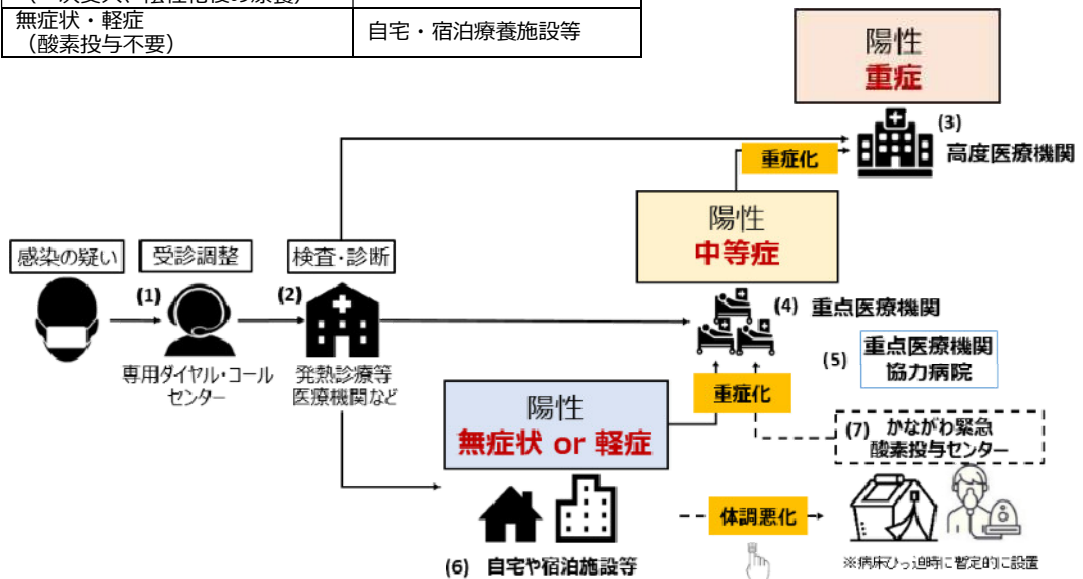 無症状・軽症
（酸素投与不要）
自宅・宿泊療養施設等
陽性
重症
(3)
高度医療機関
重症化
陽性
中等症
感染の疑い
受診調整
検査・診断
(1)
(2)
(4) 重点医療機関
(5)
重点医療機関
協力病院
専用ダイヤル・コール
センター
発熱診療等
医療機関など
重症化
陽性
無症状 or 軽症
(7) かながわ緊急
酸素投与センター
体調悪化
(6) 自宅や宿泊施設等
※病床ひっ迫時に暫定的に設置